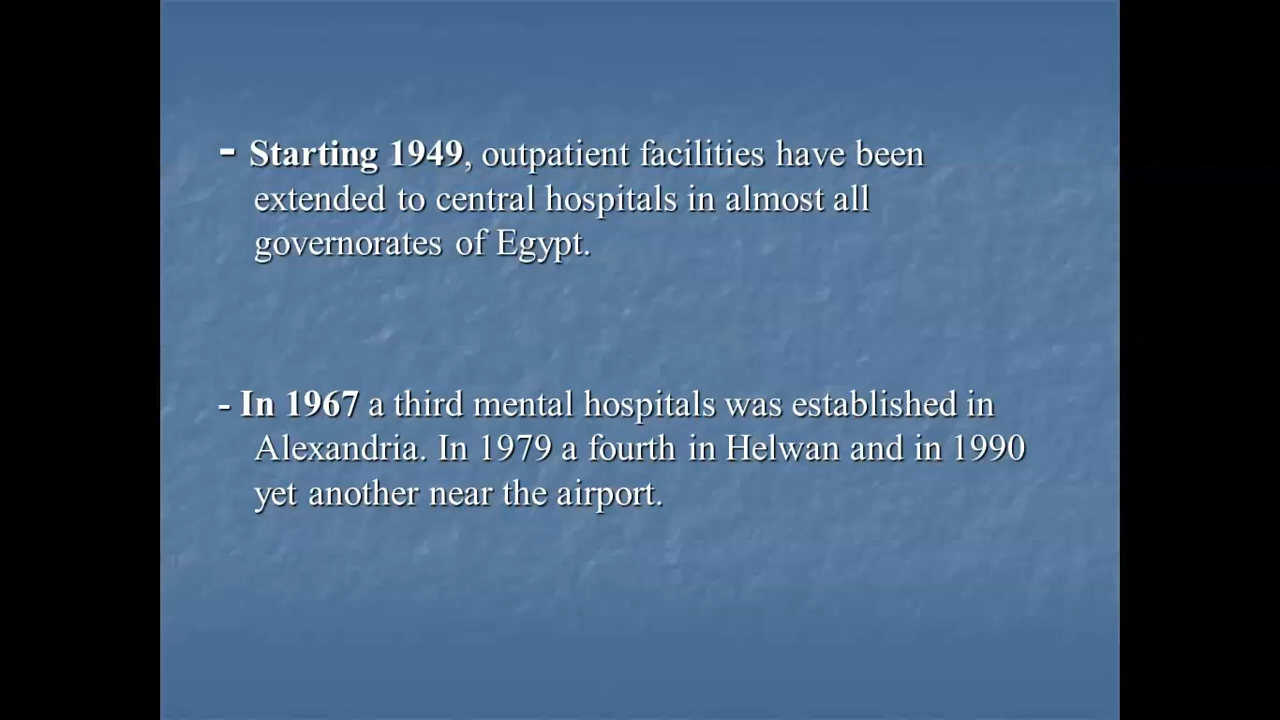 - Starting 1949, outpatient facilities have been
extended to central hospitals in almost all
governorates of Egypt.
- In 1967 a third mental hospitals was established in
Alexandria. In 1979 a fourth in Helwan and in 1990
yet another near the airport.